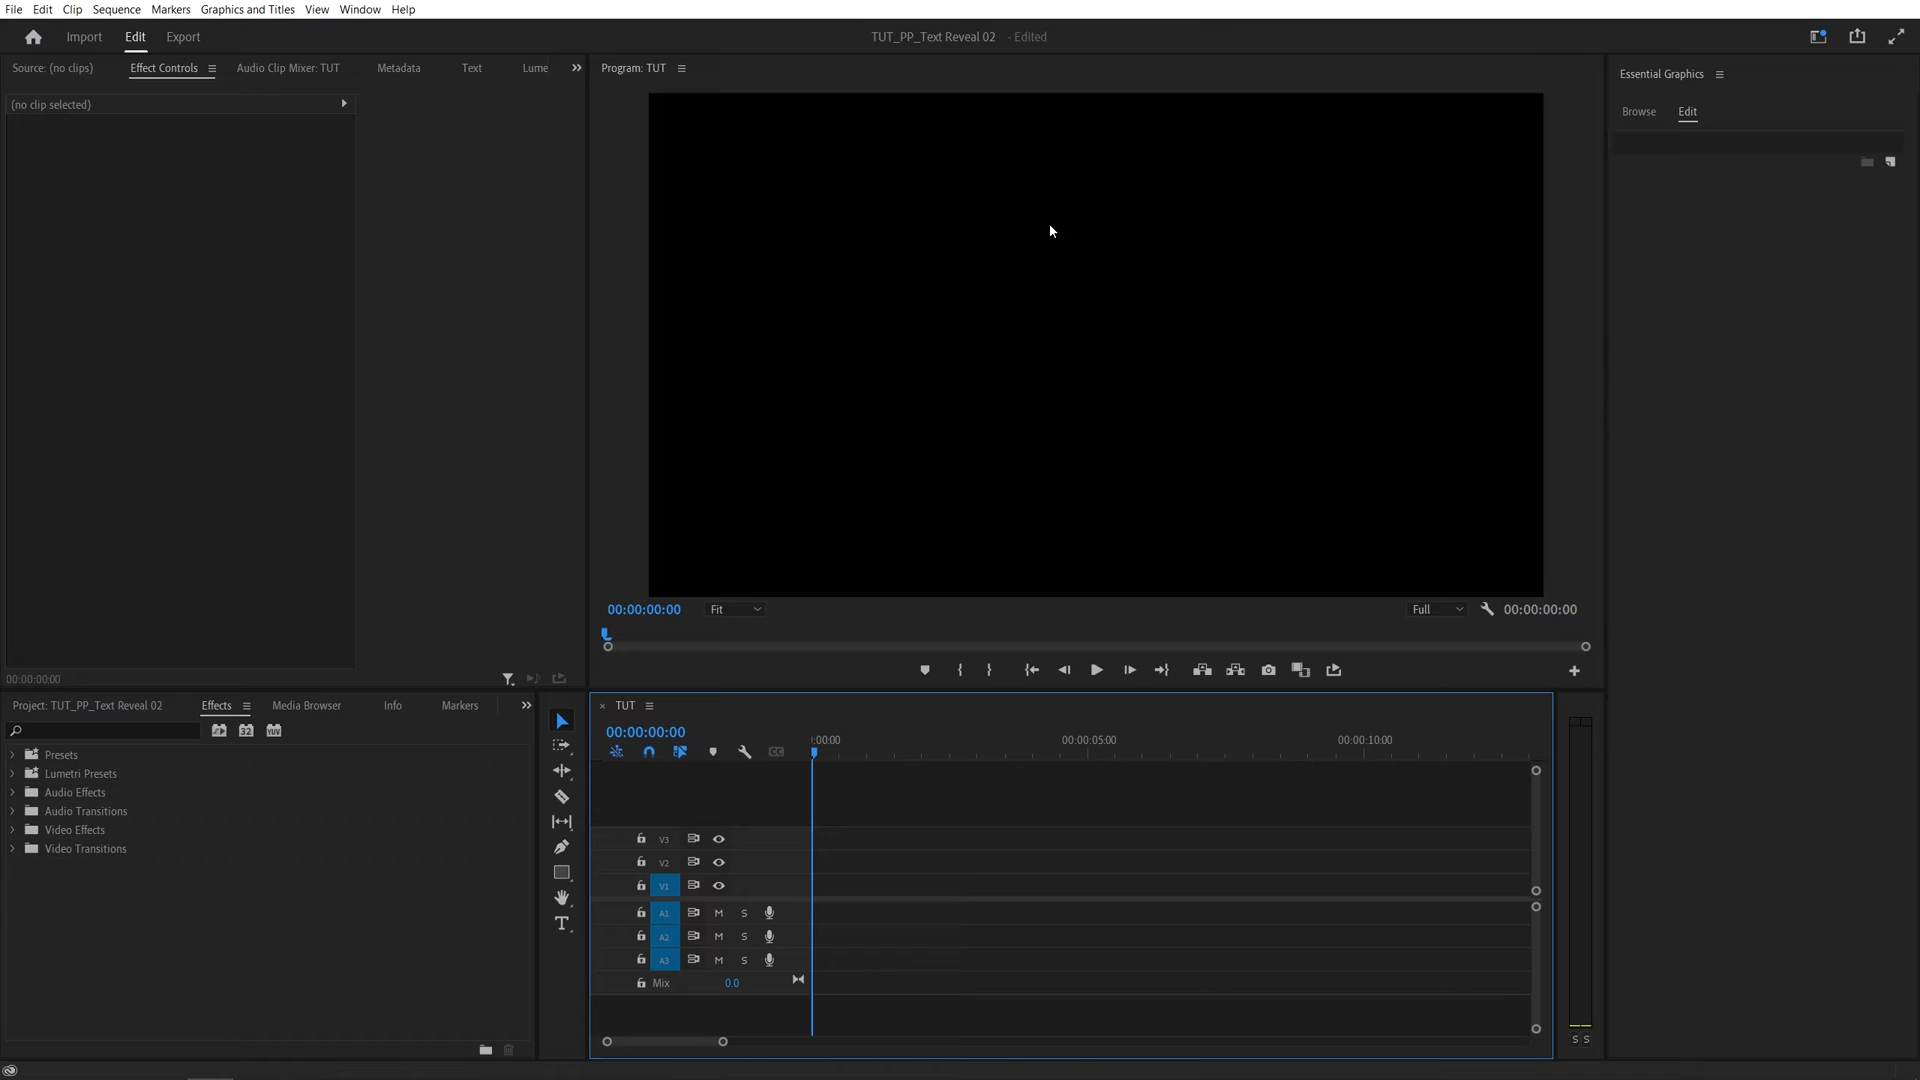 File Edit Clip Sequence Markers Graphics and Titles View Window Help
Import Edit Export TUT_PP_Text Reveal 02 - Edited
Source: (no clips) Effect Controls Audio Clip Mixer: TUT Metadata Text Lume
Program: TUT
Essential Graphics
(no clip selected)
Browse Edit
00:00:00:00 Fit Full 00:00:00:00
00:00:00:00
Project: TUT_PP_Text Reveal 02 Effects Media Browser Info Markers
TUT
32 YUV
00:00:00:00
CC
:00:00 00:00:05:00 00:00:10:00
Presets
Lumetri Presets
Audio Effects
Audio Transitions
Video Effects
Video Transitions
V3
V2
V1
A1 M S
A2 M S
A3 M S
Mix 0.0
S S